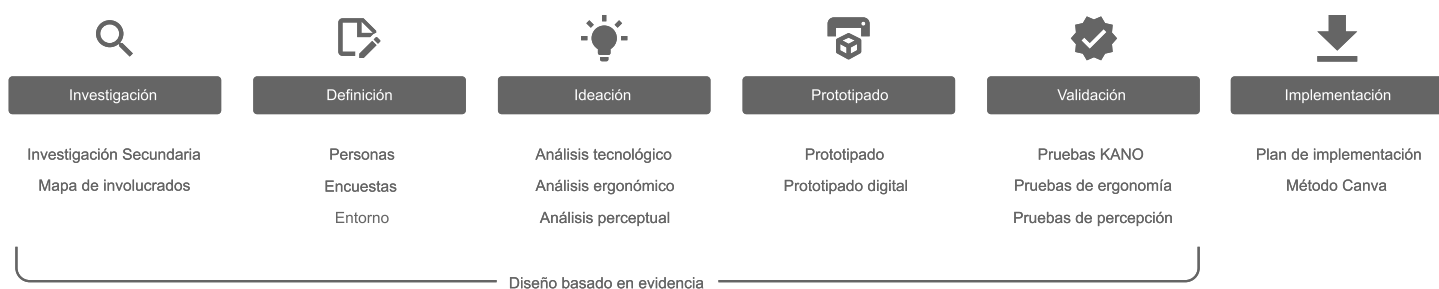 Investigación
Definición
Ideación
Prototipado
Validación
Implementación
Investigación Secundaria
Mapa de involucrados
Personas
Encuestas
Entorno
Análisis tecnológico
Análisis ergonómico
Análisis perceptual
Prototipado
Prototipado digital
Pruebas KANO
Pruebas de ergonomía
Pruebas de percepción
Plan de implementación
Método Canva
Diseño basado en evidencia